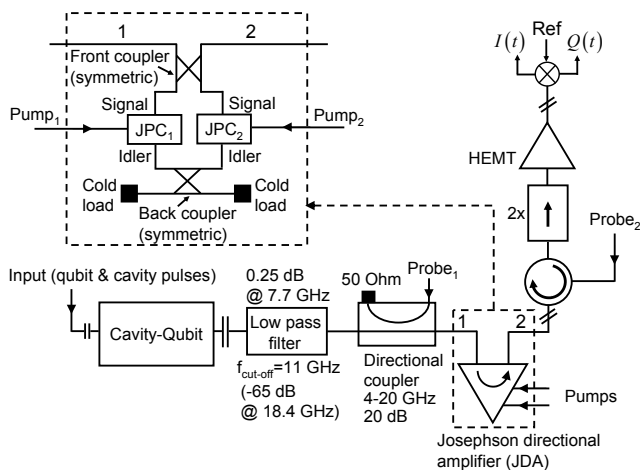 1
2
Front coupler
(symmetric)
Signal
Signal
Pump₁
JPC₁
JPC₂
Pump₂
Idler
Idler
Cold
load
Cold
load
Back coupler
(symmetric)
I(t)
Ref
Q(t)
HEMT
2x
Probe₂
Input (qubit & cavity pulses)
0.25 dB
@ 7.7 GHz
50 Ohm
Probe₁
Cavity-Qubit
Low pass
filter
f_cut-off=11 GHz
(-65 dB
@ 18.4 GHz)
Directional
coupler
4-20 GHz
20 dB
1
2
Pumps
Josephson directional
amplifier (JDA)